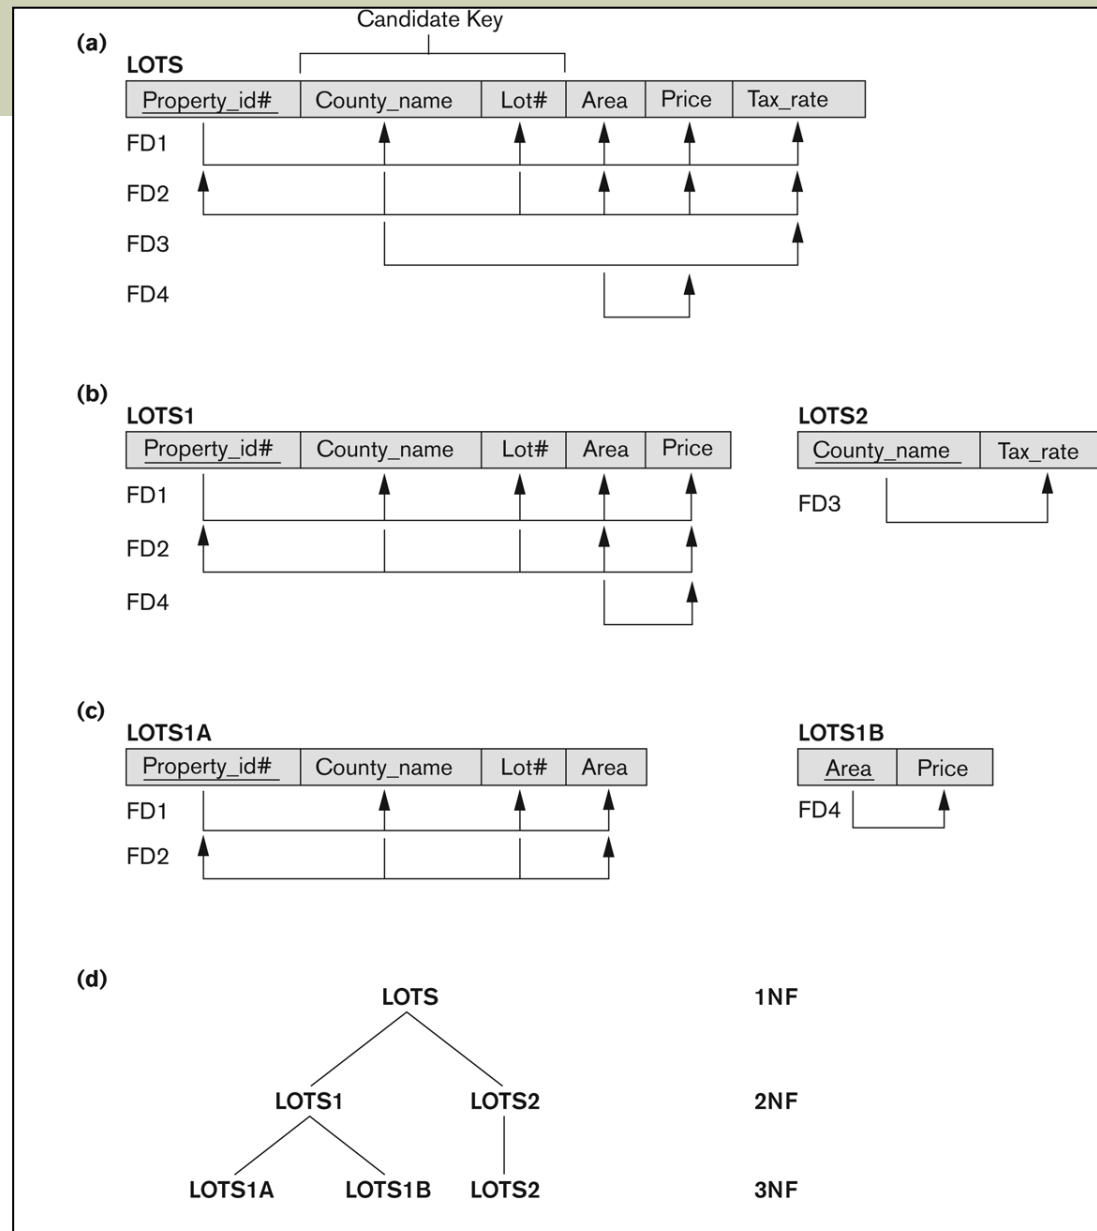 Candidate Key
(a)
LOTS
Property_id# County_name Lot# Area Price Tax_rate
FD1
FD2
FD3
FD4
(b)
LOTS1
Property_id# County_name Lot# Area Price
FD1
FD2
FD4
LOTS2
County_name Tax_rate
FD3
(c)
LOTS1A
Property_id# County_name Lot# Area
FD1
FD2
LOTS1B
Area Price
FD4
(d)
LOTS 1NF
LOTS1 LOTS2 2NF
LOTS1A LOTS1B LOTS2 3NF